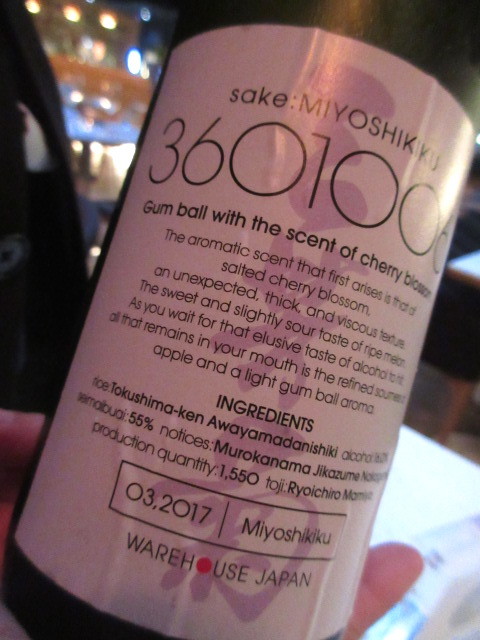 sake:MIYOSHIKIKU
360100
Gum ball with the scent of cherry blossom
The aromatic scent that first arises is that of
salted cherry blossom,
an unexpected, thick, and viscous texture.
The sweet and slightly sour taste of ripe melon.
As you wait for that elusive taste of alcohol to hit,
all that remains in your mouth is the refined sourness of
apple and a light gum ball aroma.
INGREDIENTS
rice:Tokushima-ken Awayamadanishiki alcohol:
55% notices:Murokanama Jikazume
production quantity:1,550 toji:Ryoichiro Mamiya
03,2017 | Miyoshikiku
WAREHOUSE JAPAN